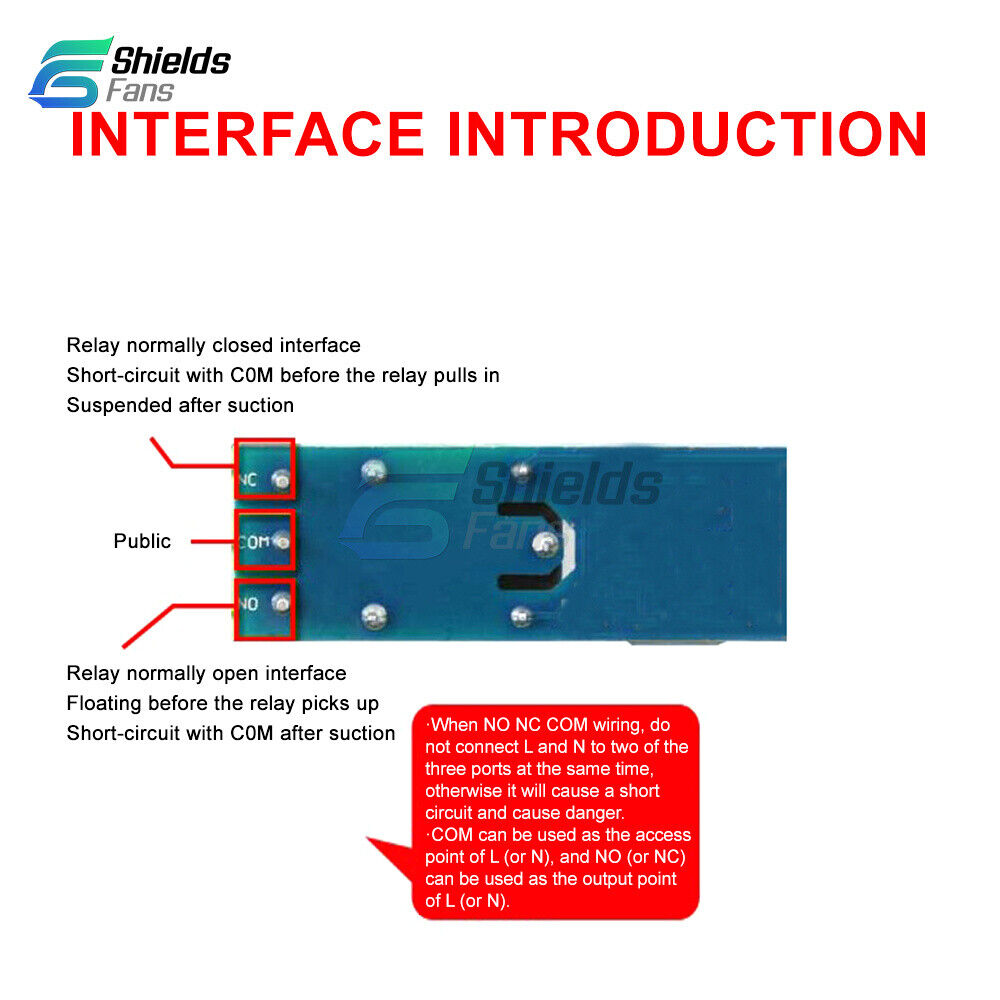 Shields
Fans
INTERFACE INTRODUCTION
Relay normally closed interface
Short-circuit with C0M before the relay pulls in
Suspended after suction
NC
Shields
Fans
Public
COM
NO
Relay normally open interface
Floating before the relay picks up
Short-circuit with C0M after suction
·When NO NC COM wiring, do
not connect L and N to two of the
three ports at the same time,
otherwise it will cause a short
circuit and cause danger.
·COM can be used as the access
point of L (or N), and NO (or NC)
can be used as the output point
of L (or N).